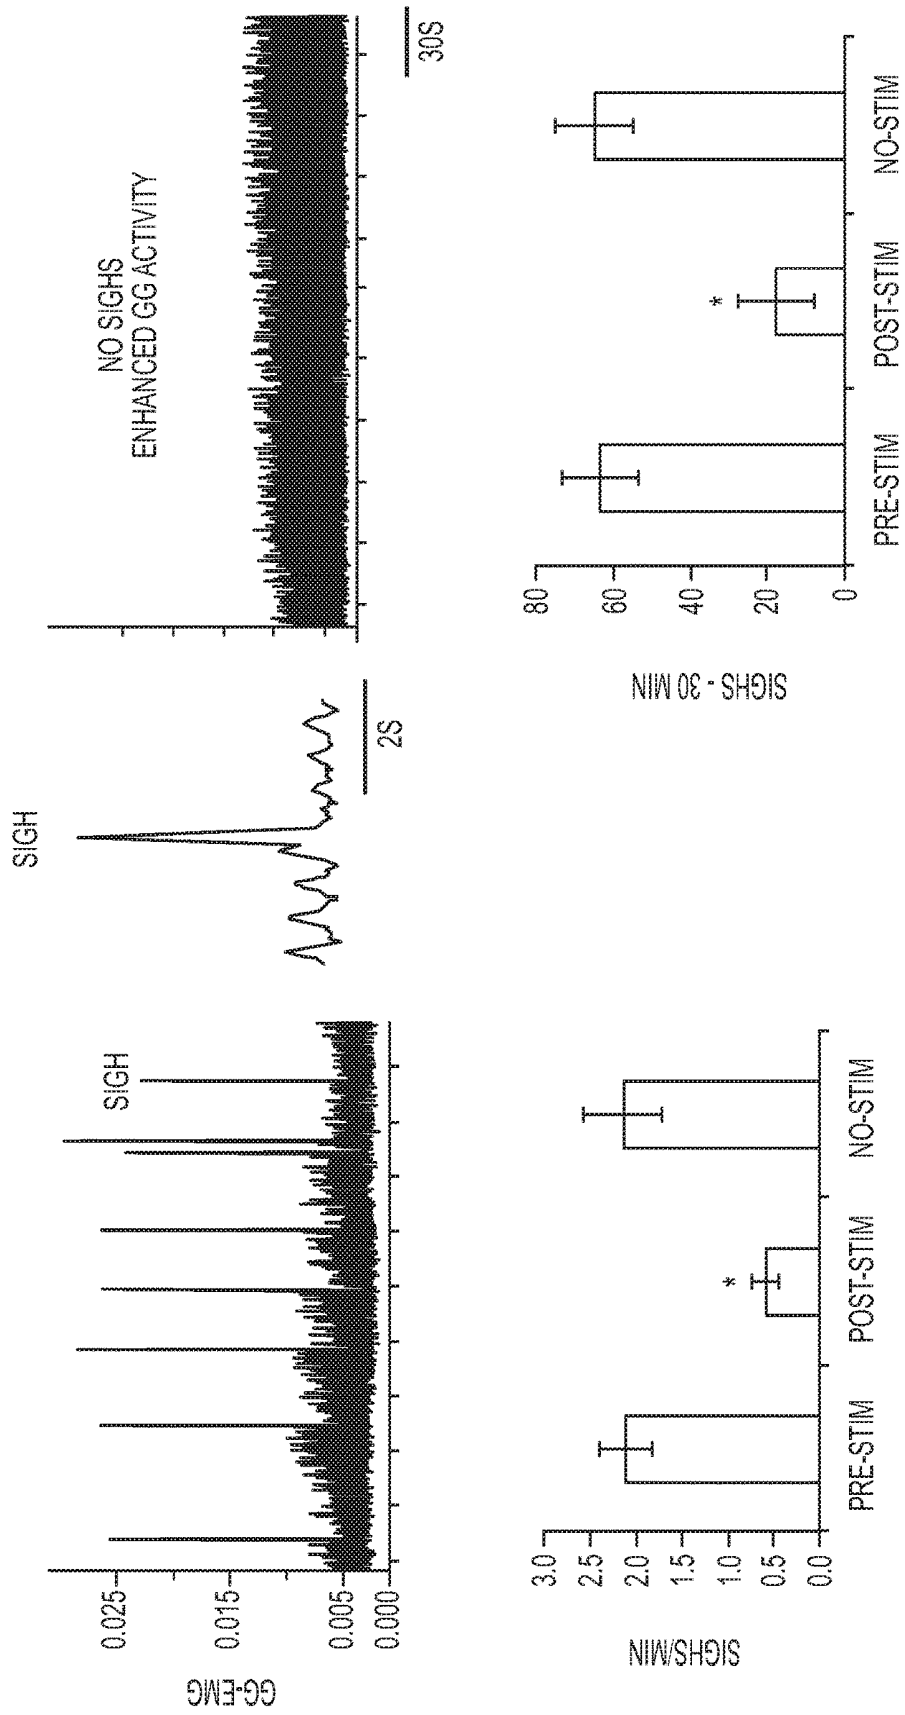 GG-EMG
0.025
0.015
0.005
0.000
SIGH
SIGH
2S
NO SIGHS
ENHANCED GG ACTIVITY
30S
SIGHS/MIN
3.0
2.5
2.0
1.5
1.0
0.5
0.0
*
PRE-STIM
POST-STIM
NO-STIM
SIGHS - 30 MIN
80
60
40
20
0
*
PRE-STIM
POST-STIM
NO-STIM